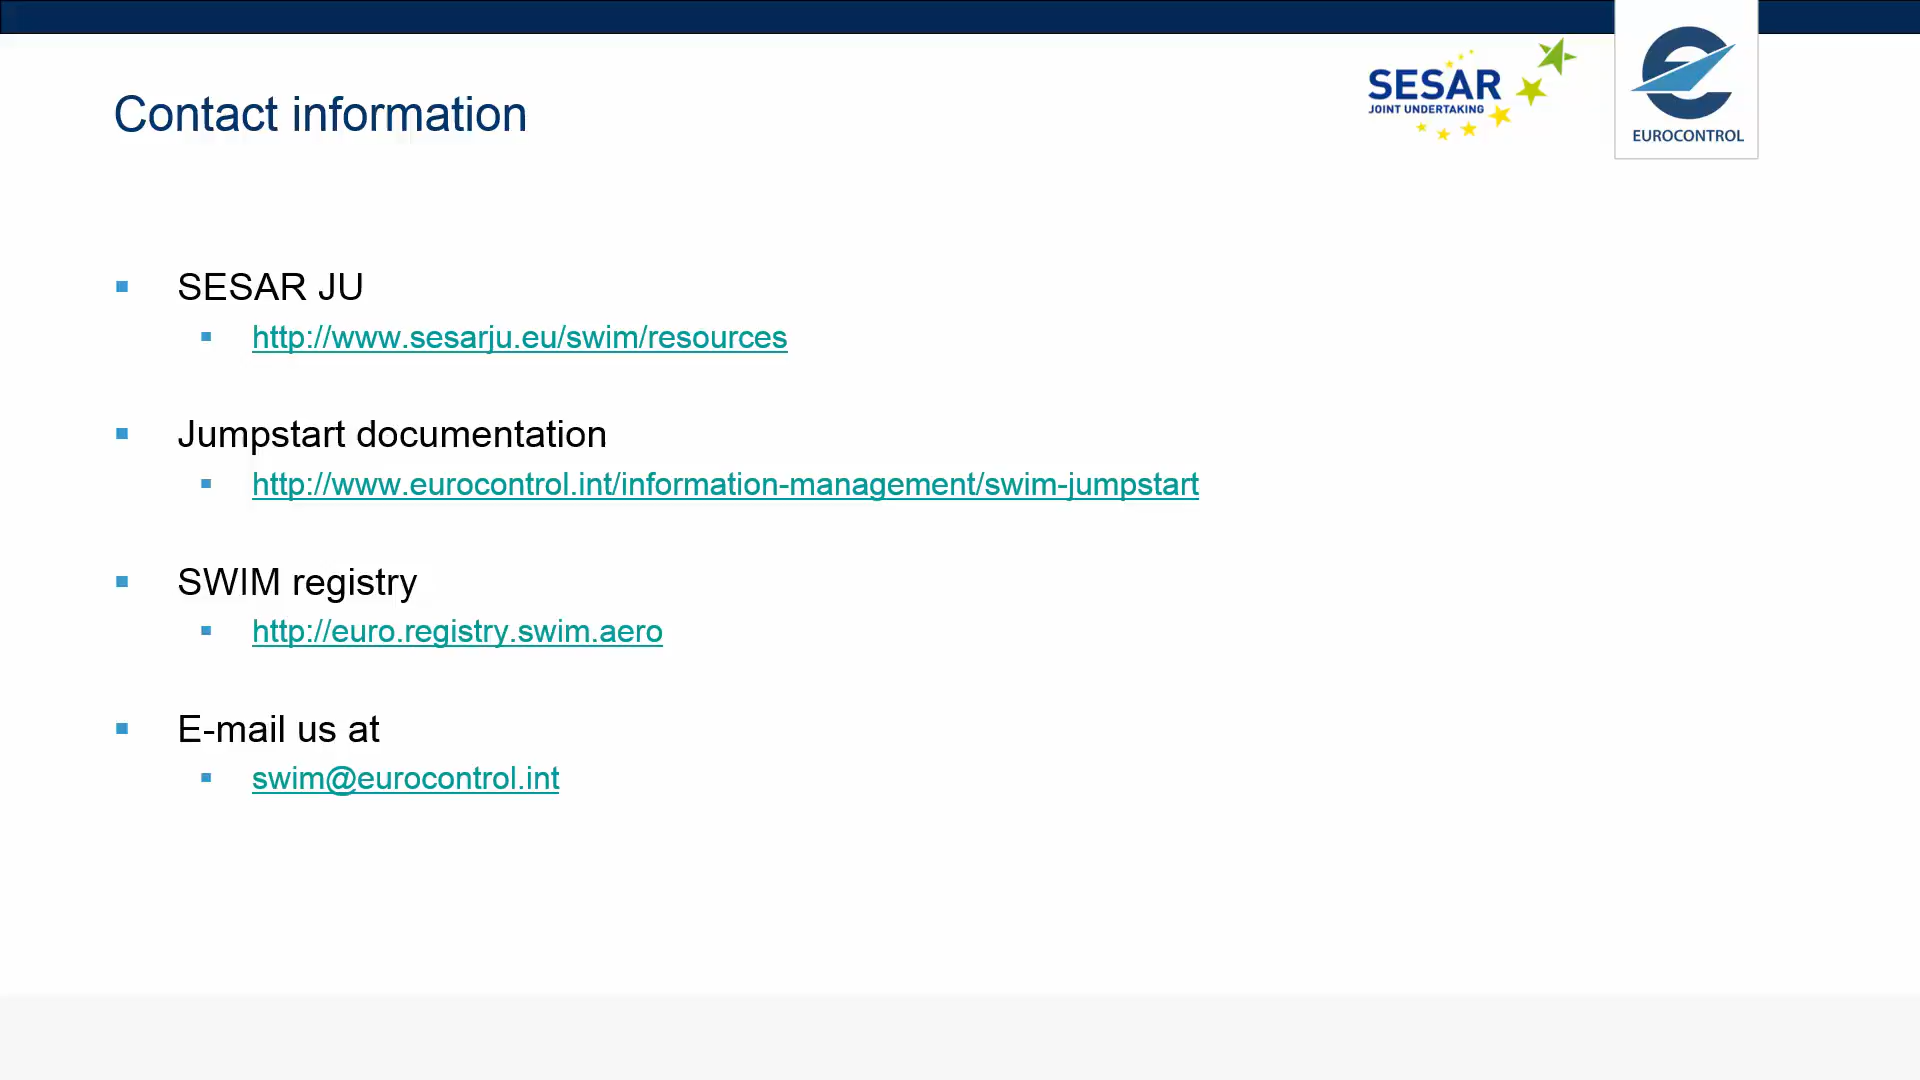 Contact information
SESAR
JOINT UNDERTAKING
EUROCONTROL
SESAR JU
http://www.sesarju.eu/swim/resources
Jumpstart documentation
http://www.eurocontrol.int/information-management/swim-jumpstart
SWIM registry
http://euro.registry.swim.aero
E-mail us at
swim@eurocontrol.int